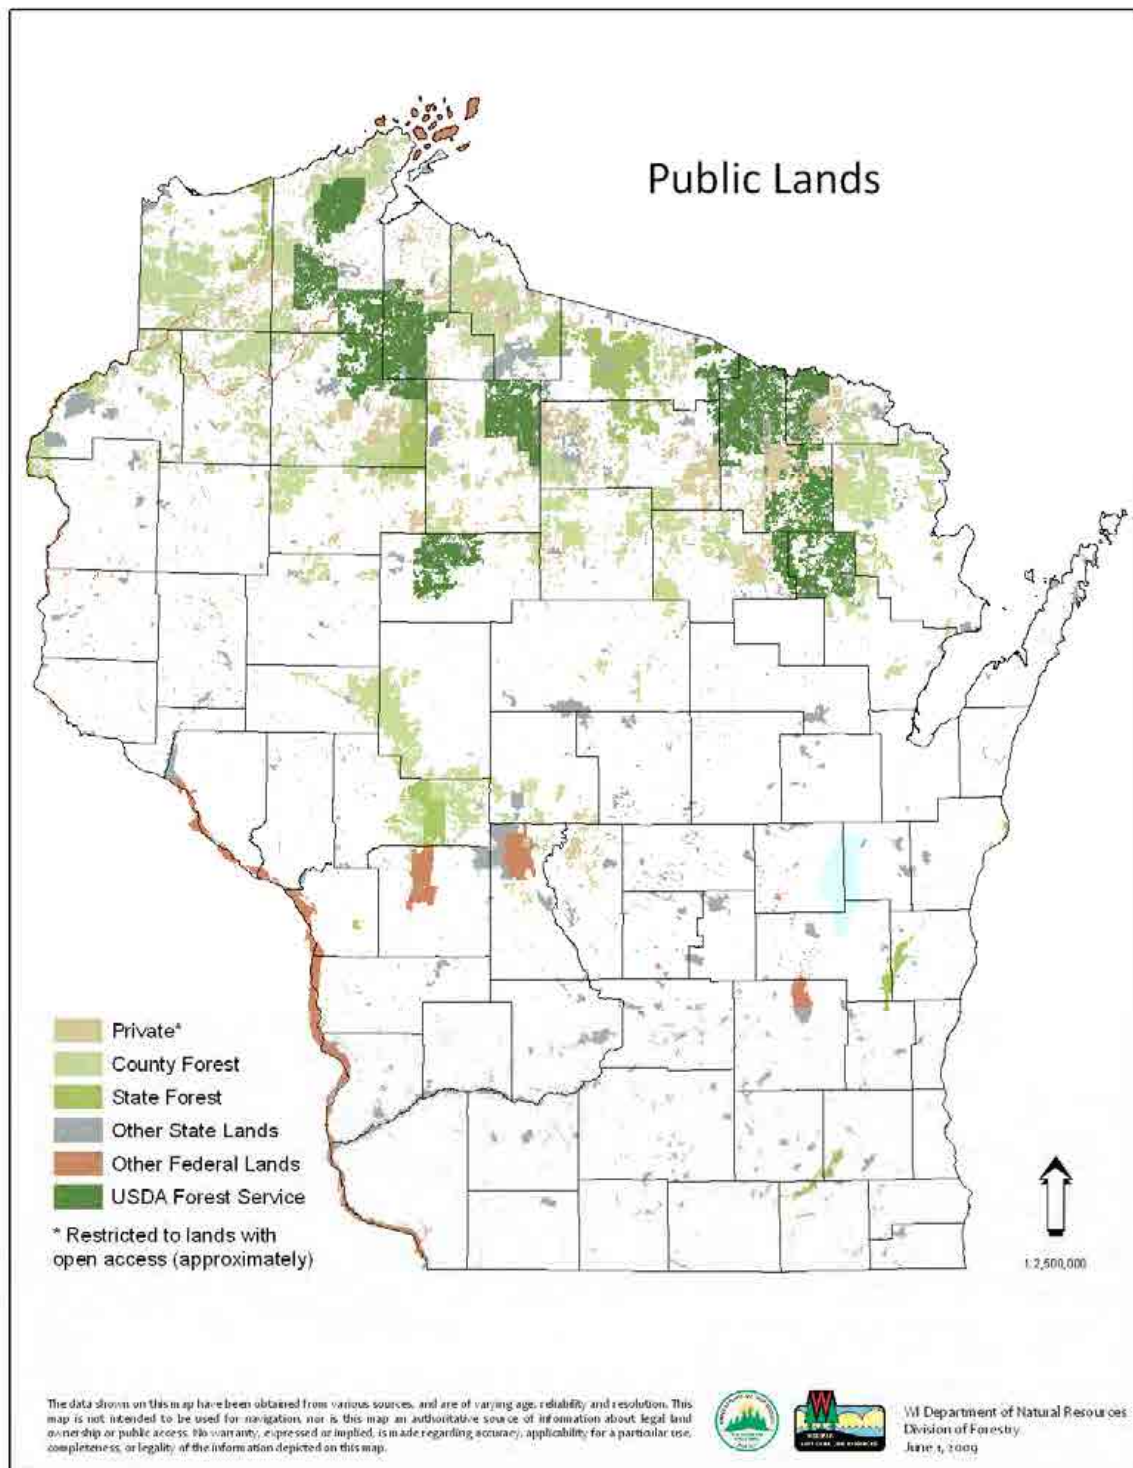 Public Lands
Private*
County Forest
State Forest
Other State Lands
Other Federal Lands
USDA Forest Service
* Restricted to lands with
open access (approximately)
1:2,500,000
The data shown on this map have been obtained from various sources, and are of varying age, reliability and resolution. This
map is not intended to be used for navigation, nor is this map an authoritative source of information about legal land
ownership or public access. No warranty, expressed or implied, is made regarding accuracy, applicability for a particular use,
completeness, or legality of the information depicted on this map.
W
WI Department of Natural Resources
Division of Forestry
June 1, 2009